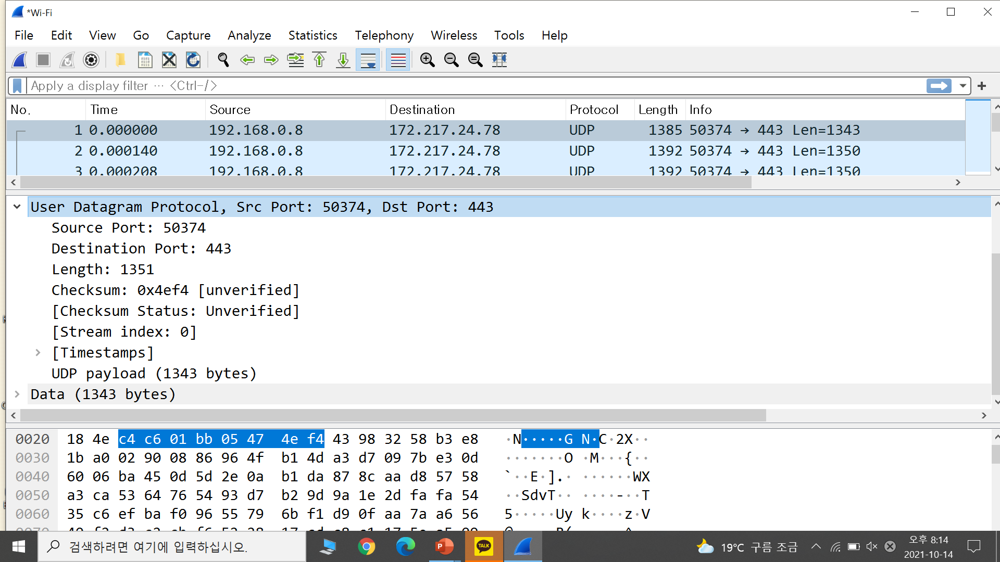 *Wi-Fi
File Edit View Go Capture Analyze Statistics Telephony Wireless Tools Help
Apply a display filter ··· <Ctrl-/>
No. Time Source Destination Protocol Length Info
1 0.000000 192.168.0.8 172.217.24.78 UDP 1385 50374 → 443 Len=1343
2 0.000140 192.168.0.8 172.217.24.78 UDP 1392 50374 → 443 Len=1350
3 0.000208 192.168.0.8 172.217.24.78 UDP 1392 50374 → 443 Len=1350
User Datagram Protocol, Src Port: 50374, Dst Port: 443
Source Port: 50374
Destination Port: 443
Length: 1351
Checksum: 0x4ef4 [unverified]
[Checksum Status: Unverified]
[Stream index: 0]
[Timestamps]
UDP payload (1343 bytes)
Data (1343 bytes)
0020 18 4e c4 c6 01 bb 05 47 4e f4 43 98 32 58 b3 e8 ·N·····G N·C·2X··
0030 1b a0 02 90 08 86 96 4f b1 4d a3 d7 09 7b e3 0d ·······O ·M···{··
0040 60 06 ba 45 0d 5d 2e 0a b1 da 87 8c aa d8 57 58 `··E·].· ······WX
0050 a3 ca 53 64 76 54 93 d7 b2 9d 9a 1e 2d fa fa 54 ··SdvT·· ····-··T
0060 35 c6 ef ba f0 96 55 79 6b f1 d9 0f aa 7a a6 56 5·····Uy k····z·V
검색하려면 여기에 입력하십시오.
TALK
19°C 구름 조금
오후 8:14
2021-10-14